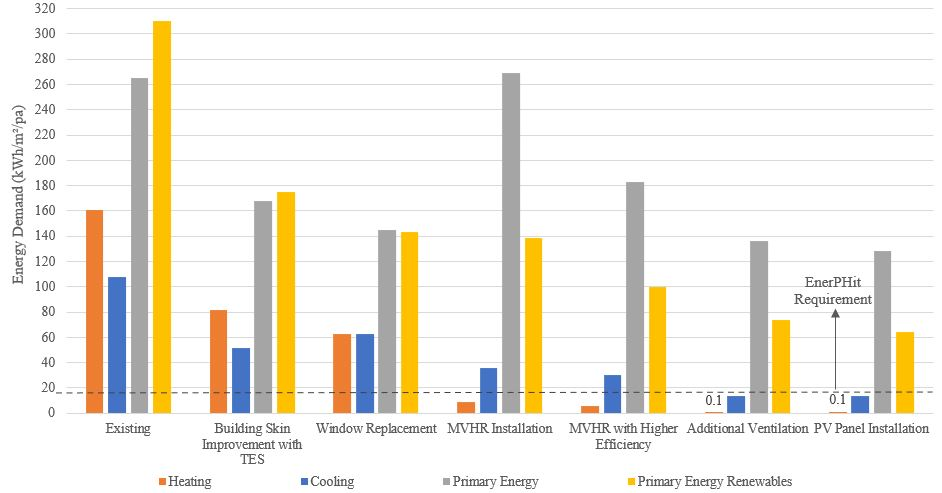 Energy Demand (kWh/m²/pa)
320
300
280
260
240
220
200
180
160
140
120
100
80
60
40
20
0
EnerPHit
Requirement
0.1
0.1
Existing
Building Skin
Improvement with
TES
Window Replacement
MVHR Installation
MVHR with Higher
Efficiency
Additional Ventilation
PV Panel Installation
Heating
Cooling
Primary Energy
Primary Energy Renewables